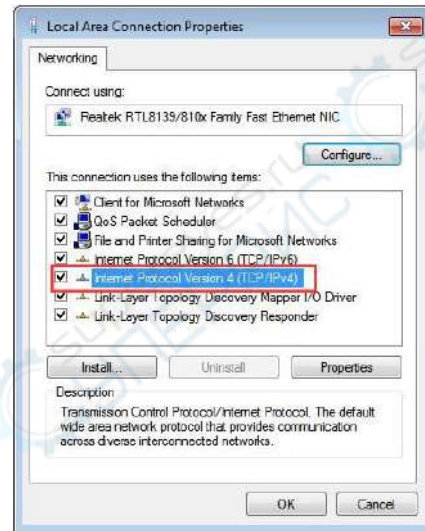 Local Area Connection Properties
Networking
Connect using:
Realtek RTL8139/810x Family Fast Ethernet NIC
Configure...
This connection uses the following items:
Client for Microsoft Networks
QoS Packet Scheduler
File and Printer Sharing for Microsoft Networks
Internet Protocol Version 6 (TCP/IPv6)
Internet Protocol Version 4 (TCP/IPv4)
Link-Layer Topology Discovery Mapper I/O Driver
Link-Layer Topology Discovery Responder
Install...
Uninstall
Properties
Description
Transmission Control Protocol/Internet Protocol. The default
wide area network protocol that provides communication
across diverse interconnected networks.
OK
Cancel